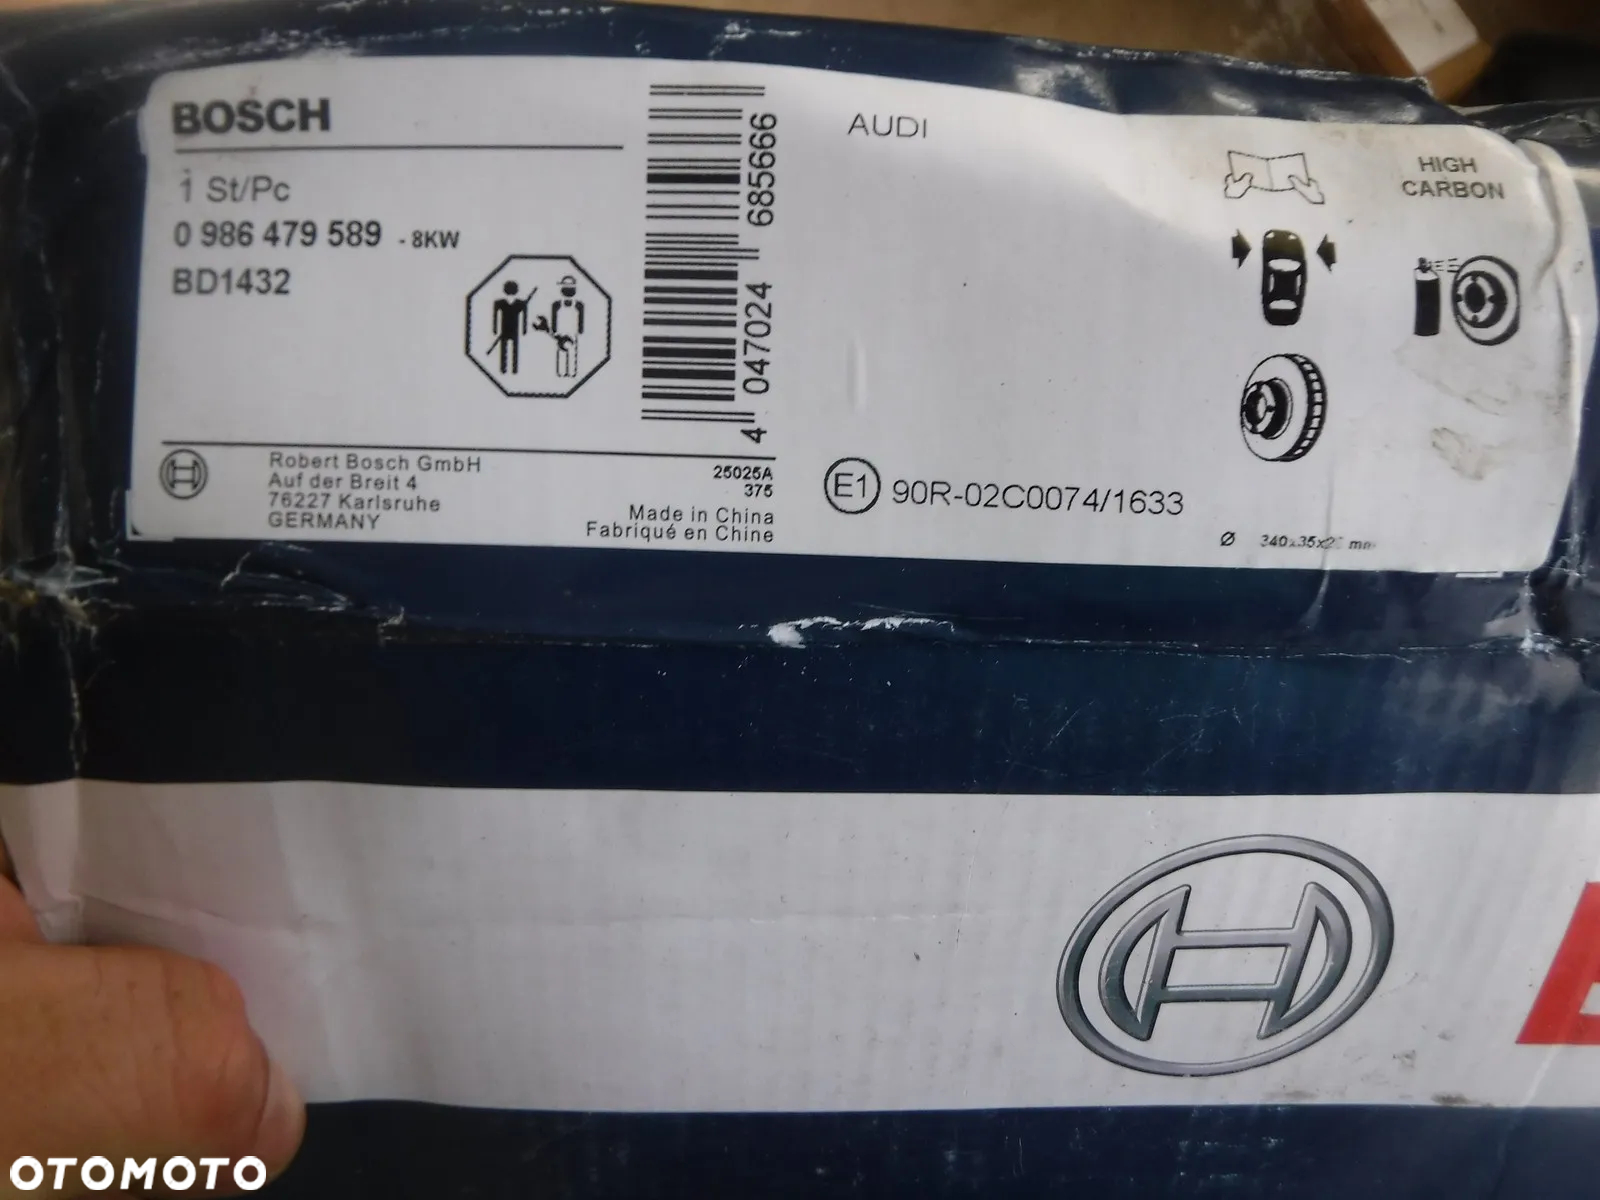 BOSCH
1 St/Pc
0 986 479 589 - 8KW
BD1432
4 047024 685666
Robert Bosch GmbH
Auf der Breit 4
76227 Karlsruhe
GERMANY
25025A
375
Made in China
Fabriqué en Chine
AUDI
HIGH
CARBON
E1 90R-02C0074/1633
Ø mm
OTOMOTO